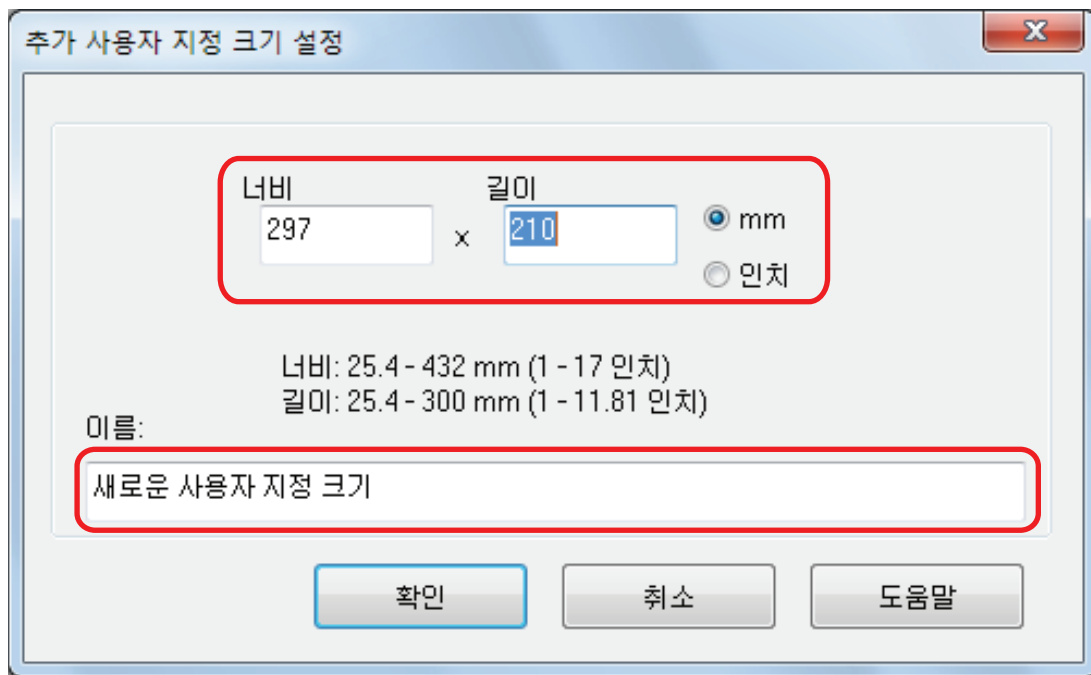 추가 사용자 지정 크기 설정
너비 길이
297 x 210 mm
인치
너비: 25.4 - 432 mm (1 - 17 인치)
길이: 25.4 - 300 mm (1 - 11.81 인치)
이름:
새로운 사용자 지정 크기
확인 취소 도움말